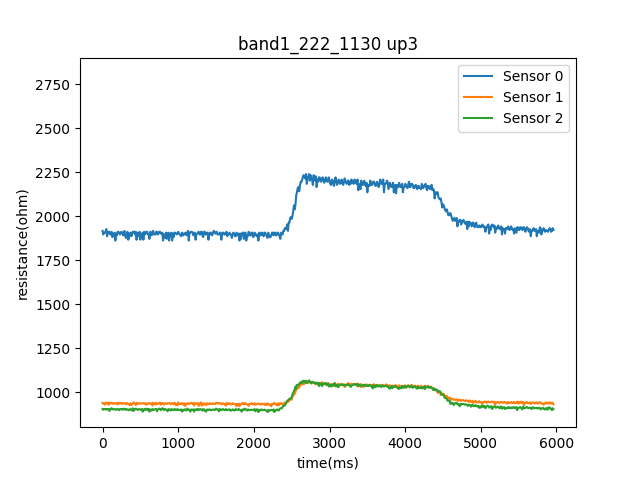 band1_222_1130 up3
Sensor 0
Sensor 1
Sensor 2
resistance(ohm)
2750
2500
2250
2000
1750
1500
1250
1000
0 1000 2000 3000 4000 5000 6000
time(ms)